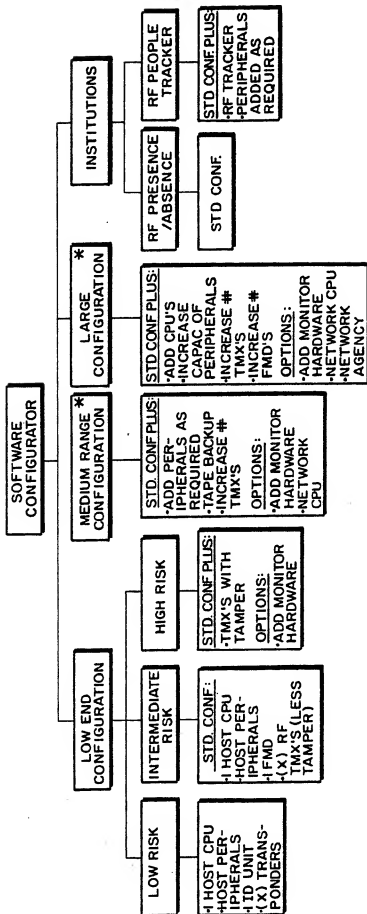 SOFTWARE
CONFIGURATOR
LOW END
CONFIGURATION
MEDIUM RANGE *
CONFIGURATION
LARGE *
CONFIGURATION
INSTITUTIONS
LOW RISK
INTERMEDIATE
RISK
HIGH RISK
RF PRESENCE
/ABSENCE
RF PEOPLE
TRACKER
•1 HOST CPU
•HOST PER-
IPHERALS
•1 ID UNIT
•(X) TRANS-
PONDERS
STD. CONF:
•1 HOST CPU
•HOST PER-
IPHERALS
•1 FMD
•(X) RF
TMX'S (LESS
TAMPER)
STD. CONF PLUS:
•TMX'S WITH
TAMPER
OPTIONS:
•ADD MONITOR
HARDWARE
STD. CONF PLUS:
•ADD PER-
IPHERALS AS
REQUIRED
•TAPE BACKUP
•INCREASE #
TMX'S
OPTIONS:
•ADD MONITOR
HARDWARE
•NETWORK
CPU
STD CONF PLUS:
•ADD CPU'S
•INCREASE
CAPAC OF
PERIPHERALS
•INCREASE #
TMX'S
•INCREASE #
FMD'S
OPTIONS:
•ADD MONITOR
HARDWARE
•NETWORK CPU
•NETWORK
AGENCY
STD CONF.
STD CONF. PLUS:
•RF TRACKER
•PERIPHERALS
ADDED AS
REQUIRED